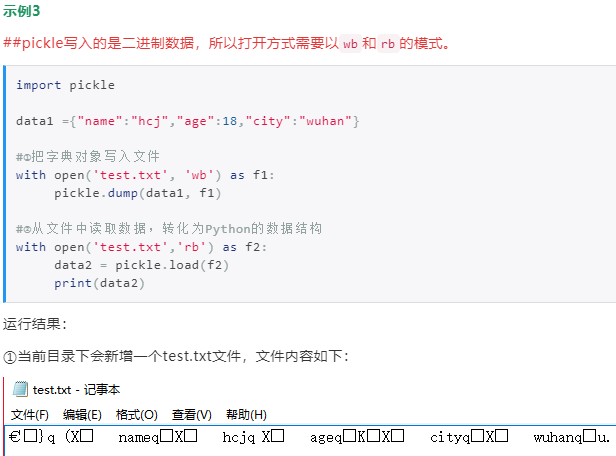 示例3
##pickle写入的是二进制数据，所以打开方式需要以 wb 和 rb 的模式。
import pickle
data1 ={"name":"hcj","age":18,"city":"wuhan"}
#①把字典对象写入文件
with open('test.txt', 'wb') as f1:
    pickle.dump(data1, f1)
#②从文件中读取数据，转化为Python的数据结构
with open('test.txt','rb') as f2:
    data2 = pickle.load(f2)
    print(data2)
运行结果：
①当前目录下会新增一个test.txt文件，文件内容如下：
test.txt - 记事本
文件(F) 编辑(E) 格式(O) 查看(V) 帮助(H)
€□}q (X□   nameq□X□   hcjq X□   ageq□K□X□   cityq□X□   wuhanq□u.